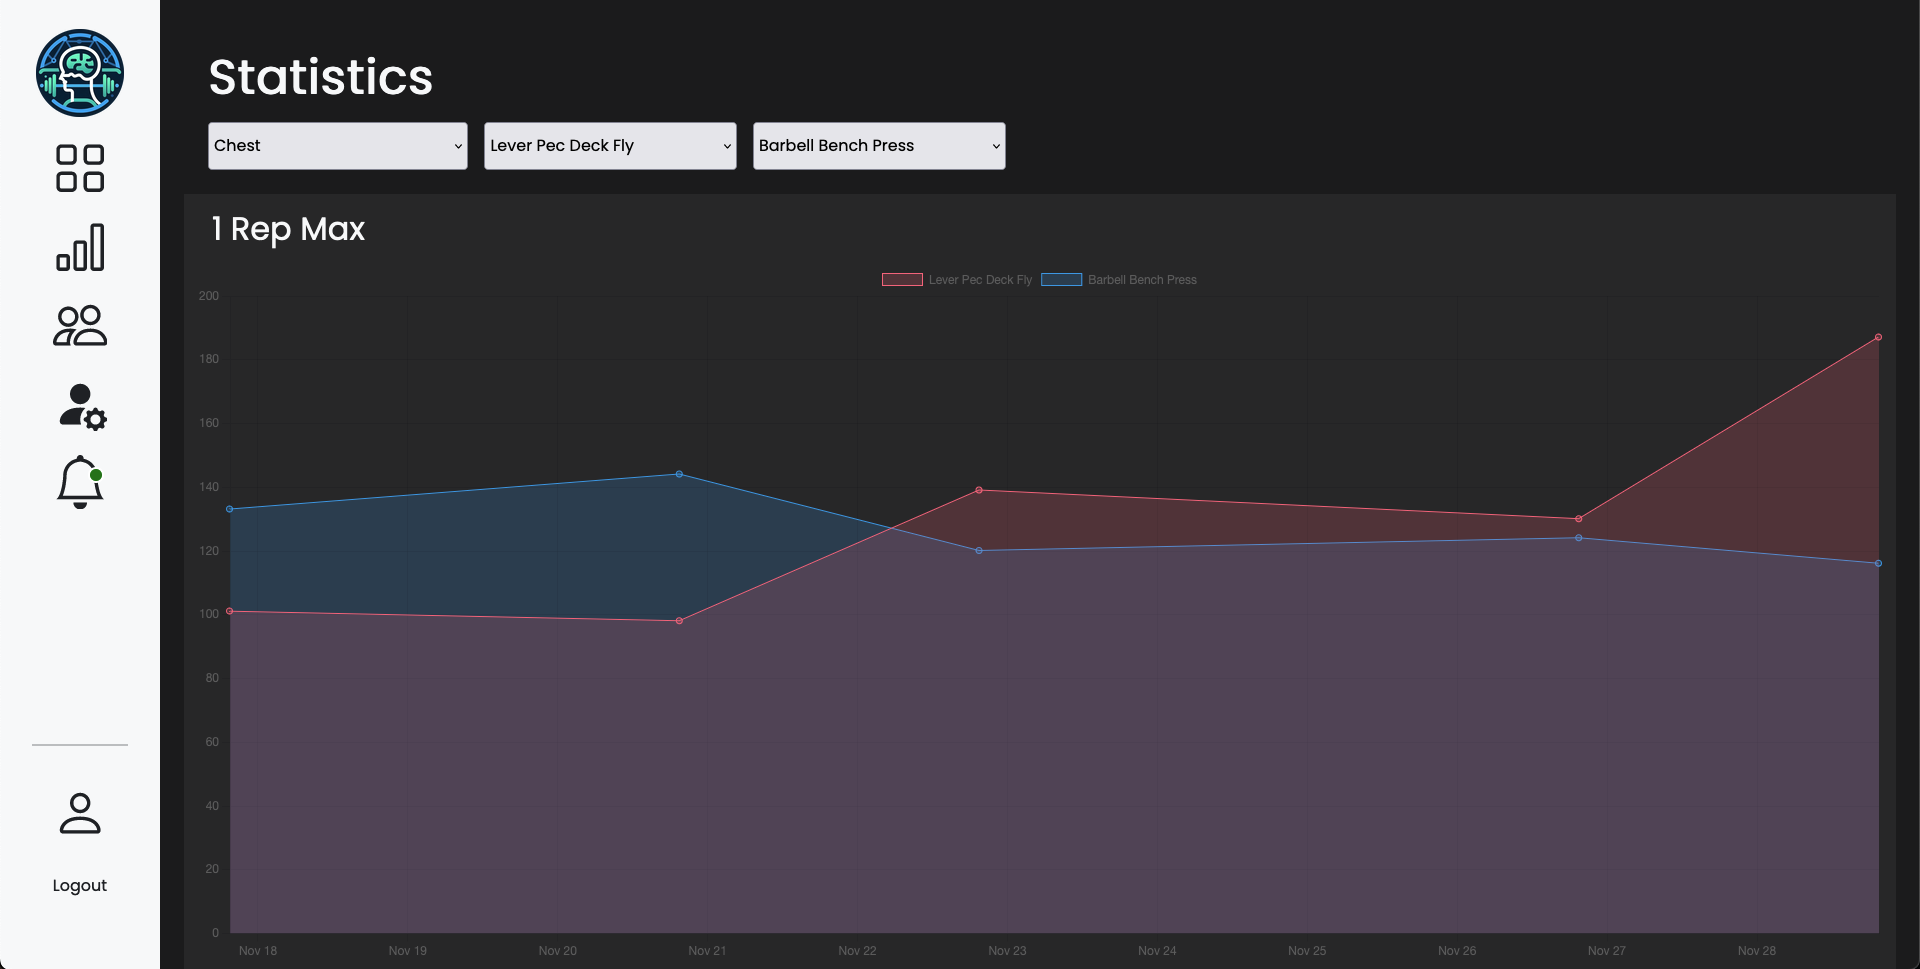 Statistics
Chest
Lever Pec Deck Fly
Barbell Bench Press
1 Rep Max
Lever Pec Deck Fly Barbell Bench Press
200
180
160
140
120
100
80
60
40
20
0
Nov 18 Nov 19 Nov 20 Nov 21 Nov 22 Nov 23 Nov 24 Nov 25 Nov 26 Nov 27 Nov 28
Logout